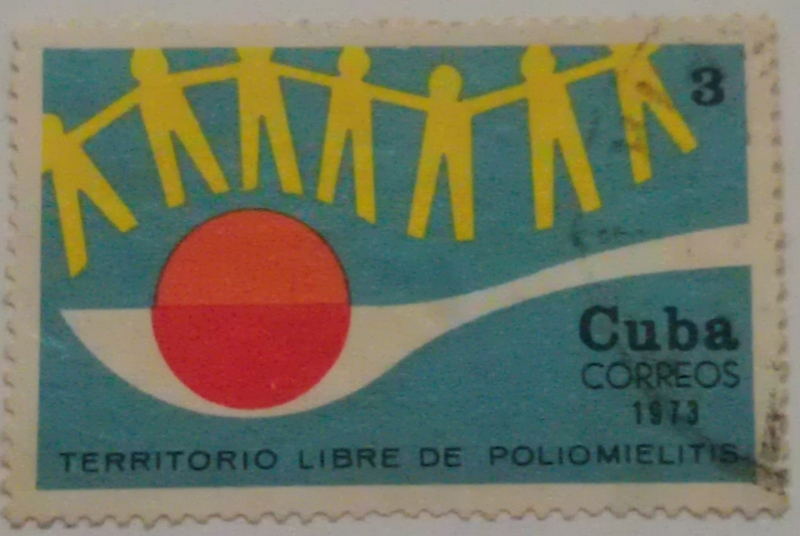 3
Cuba
CORREOS
1973
TERRITORIO LIBRE DE POLIOMIELITIS